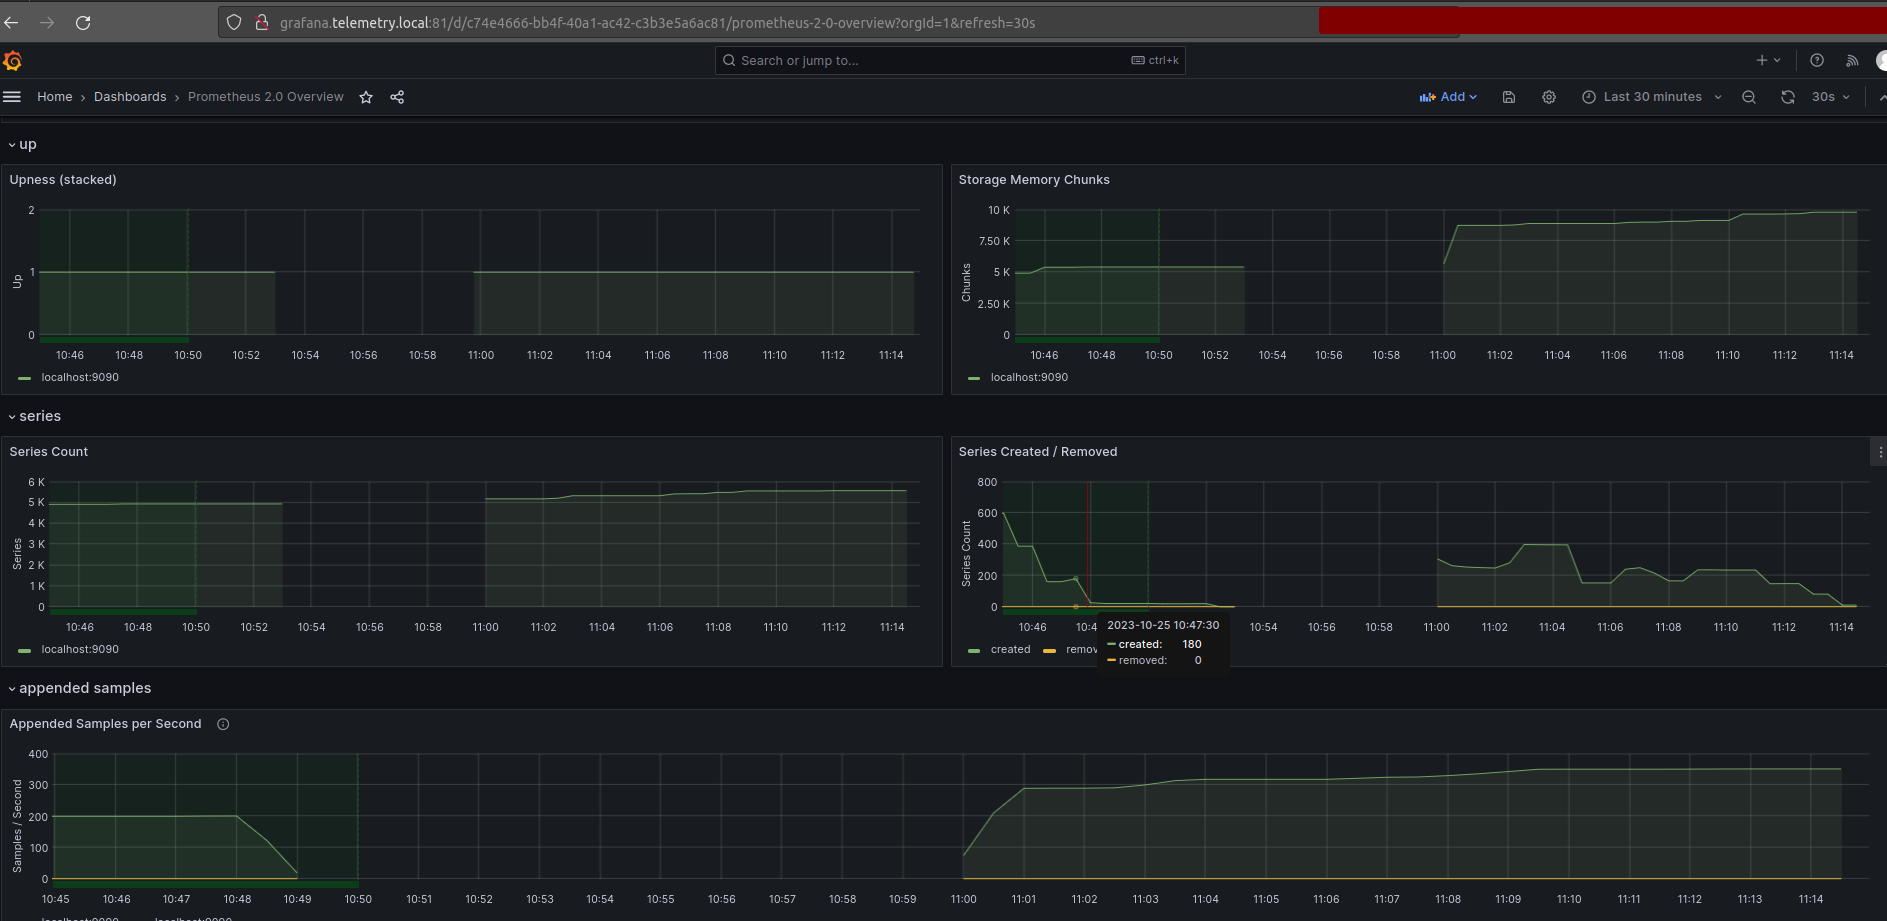 grafana.telemetry.local:81/d/c74e4666-bb4f-40a1-ac42-c3b3e5a6ac81/prometheus-2-0-overview?orgId=1&refresh=30s
Search or jump to... ctrl+k
Home › Dashboards › Prometheus 2.0 Overview Add Last 30 minutes 30s
up
Upness (stacked)
2
1
0
Up
10:46 10:48 10:50 10:52 10:54 10:56 10:58 11:00 11:02 11:04 11:06 11:08 11:10 11:12 11:14
localhost:9090
Storage Memory Chunks
10 K
7.50 K
5 K
2.50 K
0
Chunks
10:46 10:48 10:50 10:52 10:54 10:56 10:58 11:00 11:02 11:04 11:06 11:08 11:10 11:12 11:14
localhost:9090
series
Series Count
6 K
5 K
4 K
3 K
2 K
1 K
0
Series
10:46 10:48 10:50 10:52 10:54 10:56 10:58 11:00 11:02 11:04 11:06 11:08 11:10 11:12 11:14
localhost:9090
Series Created / Removed
800
600
400
200
0
Series Count
10:46 10:4 10:54 10:56 10:58 11:00 11:02 11:04 11:06 11:08 11:10 11:12 11:14
created remov
2023-10-25 10:47:30
created: 180
removed: 0
appended samples
Appended Samples per Second
400
300
200
100
0
Samples / Second
10:45 10:46 10:47 10:48 10:49 10:50 10:51 10:52 10:53 10:54 10:55 10:56 10:57 10:58 10:59 11:00 11:01 11:02 11:03 11:04 11:05 11:06 11:07 11:08 11:09 11:10 11:11 11:12 11:13 11:14
localhost:9090 localhost:9090